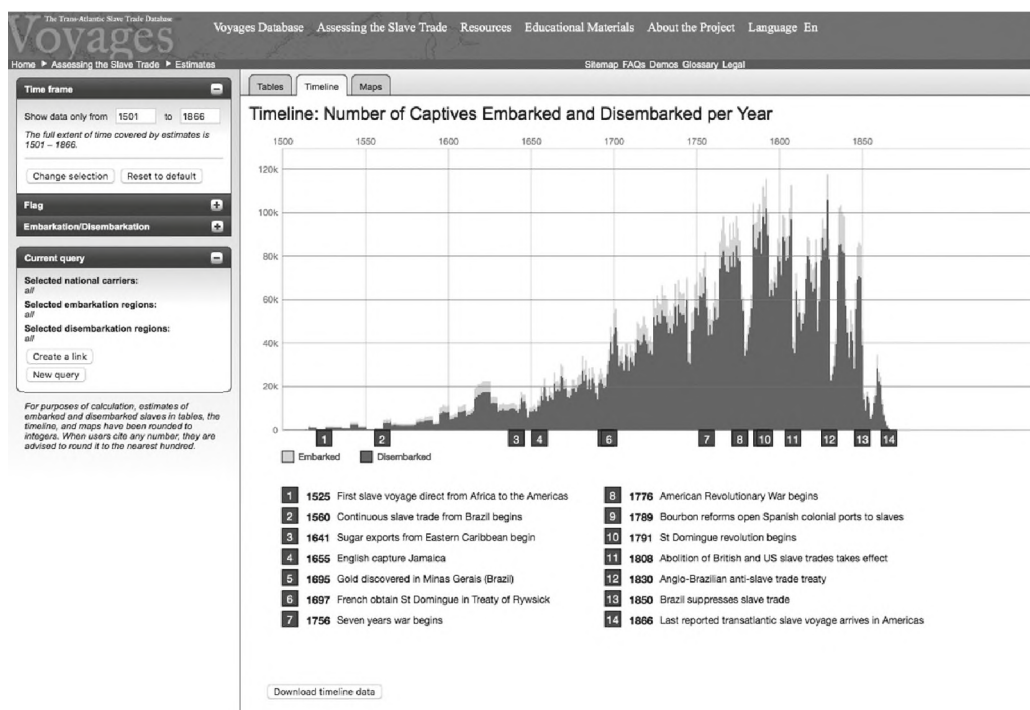 The Trans-Atlantic Slave Trade Database
Voyages
Voyages Database Assessing the Slave Trade Resources Educational Materials About the Project Language En
Home ▶ Assessing the Slave Trade ▶ Estimates
Sitemap FAQs Demos Glossary Legal
Time frame
Show data only from 1501 to 1866
The full extent of time covered by estimates is
1501 – 1866.
Change selection Reset to default
Flag
Embarkation/Disembarkation
Current query
Selected national carriers:
all
Selected embarkation regions:
all
Selected disembarkation regions:
all
Create a link
New query
For purposes of calculation, estimates of
embarked and disembarked slaves in tables, the
timeline, and maps have been rounded to
integers. When users cite any number, they are
advised to round it to the nearest hundred.
Tables Timeline Maps
Timeline: Number of Captives Embarked and Disembarked per Year
1500 1550 1600 1650 1700 1750 1800 1850
120k
100k
80k
60k
40k
20k
0
1 2 3 4 6 7 8 10 11 12 13 14
Embarked Disembarked
1 1525 First slave voyage direct from Africa to the Americas
2 1560 Continuous slave trade from Brazil begins
3 1641 Sugar exports from Eastern Caribbean begin
4 1655 English capture Jamaica
5 1695 Gold discovered in Minas Gerais (Brazil)
6 1697 French obtain St Domingue in Treaty of Rywsick
7 1756 Seven years war begins
8 1776 American Revolutionary War begins
9 1789 Bourbon reforms open Spanish colonial ports to slaves
10 1791 St Domingue revolution begins
11 1808 Abolition of British and US slave trades takes effect
12 1830 Anglo-Brazilian anti-slave trade treaty
13 1850 Brazil suppresses slave trade
14 1866 Last reported transatlantic slave voyage arrives in Americas
Download timeline data